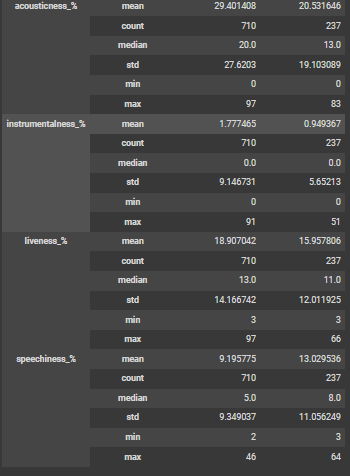 acousticness_% mean 29.401408 20.531646
count 710 237
median 20.0 13.0
std 27.6203 19.103089
min 0 0
max 97 83
instrumentalness_% mean 1.777465 0.949367
count 710 237
median 0.0 0.0
std 9.146731 5.65213
min 0 0
max 91 51
liveness_% mean 18.907042 15.957806
count 710 237
median 13.0 11.0
std 14.166742 12.011925
min 3 3
max 97 66
speechiness_% mean 9.195775 13.029536
count 710 237
median 5.0 8.0
std 9.349037 11.056249
min 2 3
max 46 64